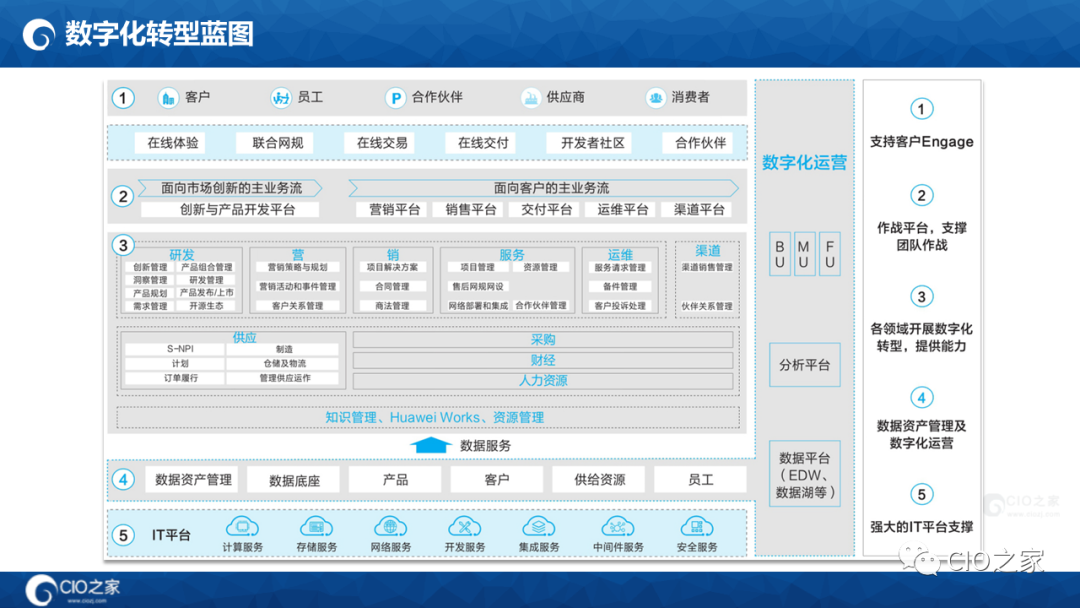 数字化转型蓝图
1
客户
员工
P
合作伙伴
供应商
消费者
在线体验
联合网规
在线交易
在线交付
开发者社区
合作伙伴
2
面向市场创新的主业务流
面向客户的主业务流
创新与产品开发平台
营销平台
销售平台
交付平台
运维平台
渠道平台
3
研发
创新管理
产品组合管理
洞察管理
研发管理
产品规划
产品发布/上市
需求管理
开源生态
营
营销策略与规划
营销活动和事件管理
客户关系管理
销
项目解决方案
合同管理
商法管理
服务
项目管理
资源管理
售后网规网设
网络部署和集成
合作伙伴管理
运维
服务请求管理
备件管理
客户投诉处理
渠道
渠道销售管理
伙伴关系管理
供应
S-NPI
制造
计划
仓储及物流
订单履行
管理供应运作
采购
财经
人力资源
知识管理、Huawei Works、资源管理
数据服务
4
数据资产管理
数据底座
产品
客户
供给资源
员工
5
IT平台
计算服务
存储服务
网络服务
开发服务
集成服务
中间件服务
安全服务
数字化运营
BU
MU
FU
分析平台
数据平台
（EDW、
数据湖等）
1
支持客户Engage
2
作战平台，支撑
团队作战
3
各领域开展数字化
转型，提供能力
4
数据资产管理及
数字化运营
5
强大的IT平台支撑
CIO之家
www.ciozj.com
CIO之家
CIO之家
www.ciozj.com